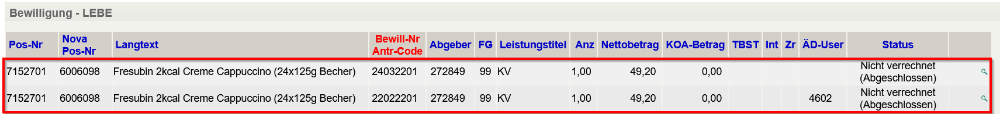 Bewilligung - LEBE
Pos-Nr Nova Pos-Nr Langtext Bewill-Nr Antr-Code Abgeber FG Leistungstitel Anz Nettobetrag KOA-Betrag TBST Int Zr ÄD-User Status
7152701 6006098 Fresubin 2kcal Creme Cappuccino (24x125g Becher) 24032201 272849 99 KV 1,00 49,20 0,00 Nicht verrechnet (Abgeschlossen)
7152701 6006098 Fresubin 2kcal Creme Cappuccino (24x125g Becher) 22022201 272849 99 KV 1,00 49,20 0,00 4602 Nicht verrechnet (Abgeschlossen)